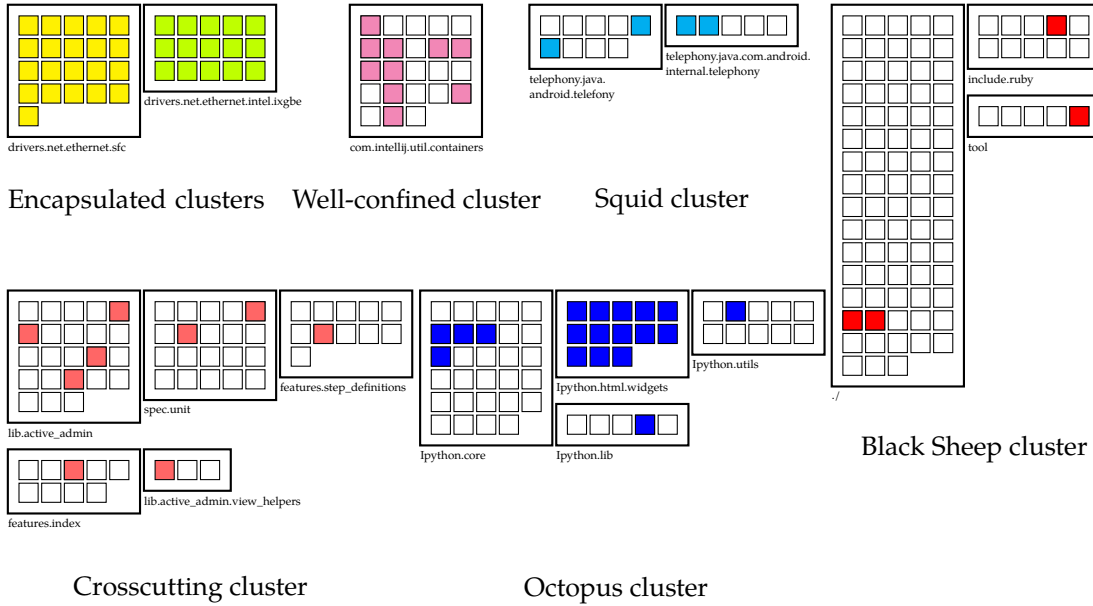 drivers.net.ethernet.sfc
drivers.net.ethernet.intel.ixgbe
Encapsulated clusters
com.intellij.util.containers
Well-confined cluster
telephony.java.
android.telefony
telephony.java.com.android.
internal.telephony
Squid cluster
./
include.ruby
tool
Black Sheep cluster
lib.active_admin
spec.unit
features.step_definitions
features.index
lib.active_admin.view_helpers
Crosscutting cluster
Ipython.core
Ipython.html.widgets
Ipython.utils
Ipython.lib
Octopus cluster